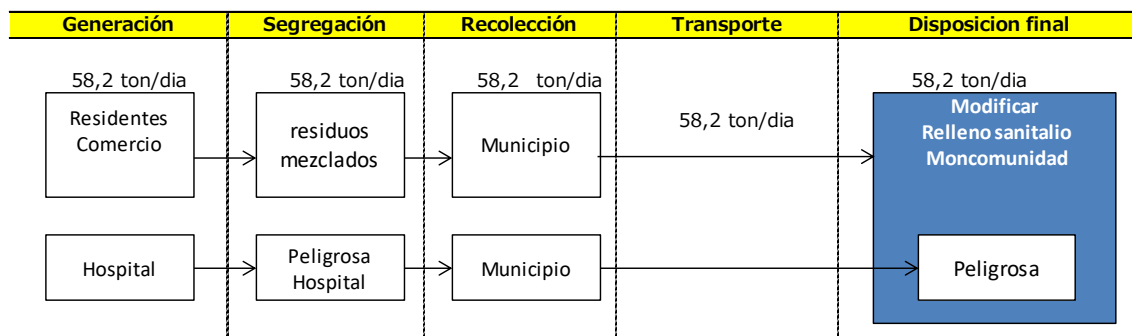 Generación Segregación Recolección Transporte Disposicion final
58,2 ton/dia 58,2 ton/dia 58,2 ton/dia 58,2 ton/dia
Residentes
Comercio
residuos
mezclados
Municipio
58,2 ton/dia
Modificar
Relleno sanitalio
Moncomunidad
Hospital
Peligrosa
Hospital
Municipio
Peligrosa